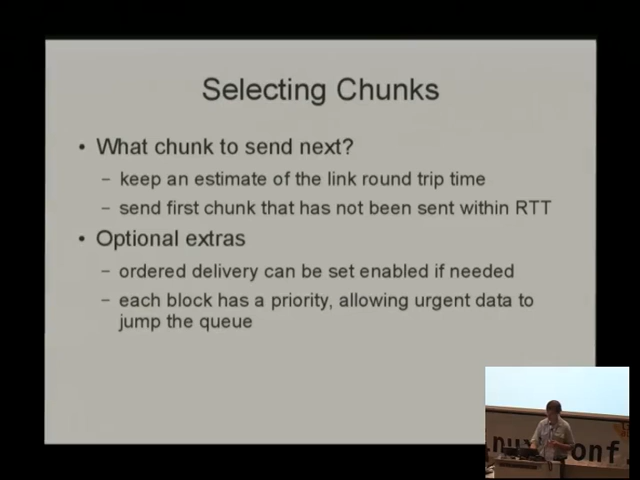 Selecting Chunks
• What chunk to send next?
– keep an estimate of the link round trip time
– send first chunk that has not been sent within RTT
• Optional extras
– ordered delivery can be set enabled if needed
– each block has a priority, allowing urgent data to
jump the queue